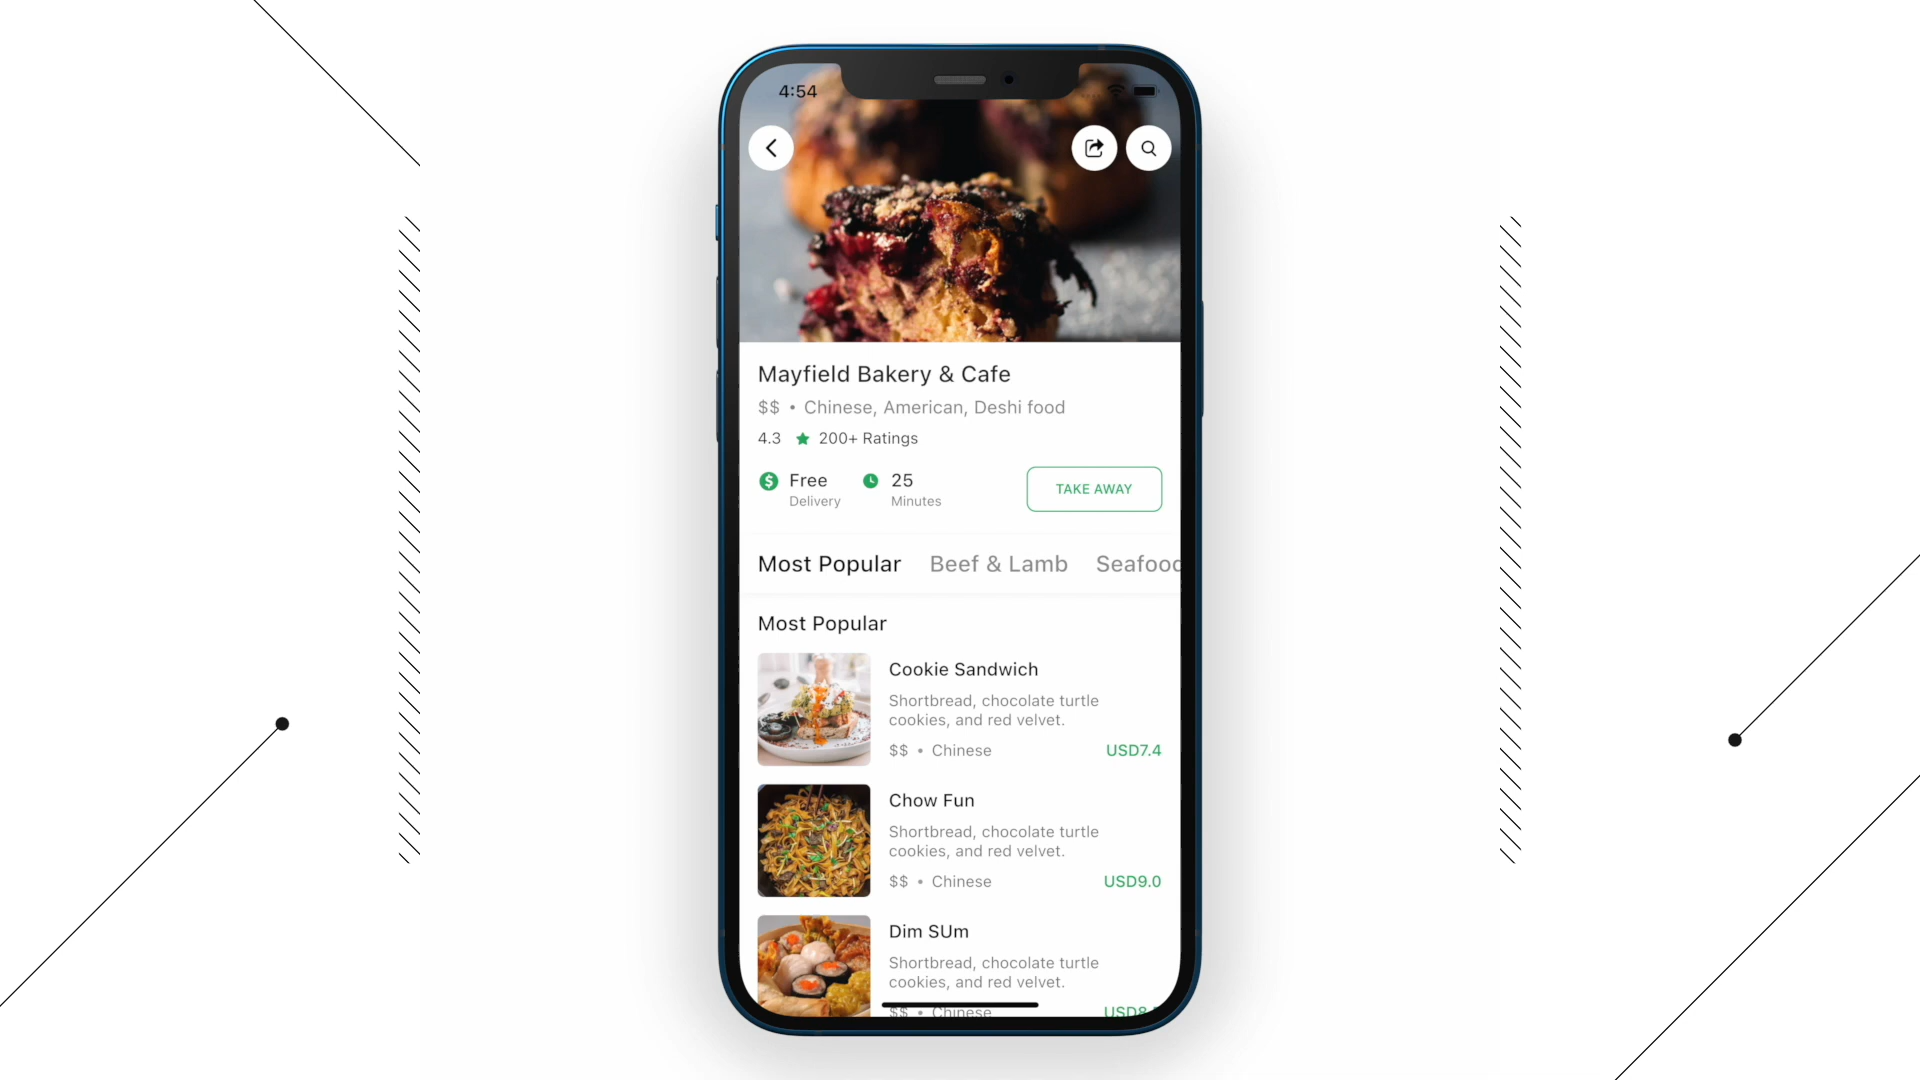 4:54
Mayfield Bakery & Cafe
$$ • Chinese, American, Deshi food
4.3 ★ 200+ Ratings
Free 25
Delivery Minutes
TAKE AWAY
Most Popular Beef & Lamb Seafood
Most Popular
Cookie Sandwich
Shortbread, chocolate turtle
cookies, and red velvet.
$$ • Chinese USD7.4
Chow Fun
Shortbread, chocolate turtle
cookies, and red velvet.
$$ • Chinese USD9.0
Dim SUm
Shortbread, chocolate turtle
cookies, and red velvet.
$$ • Chinese